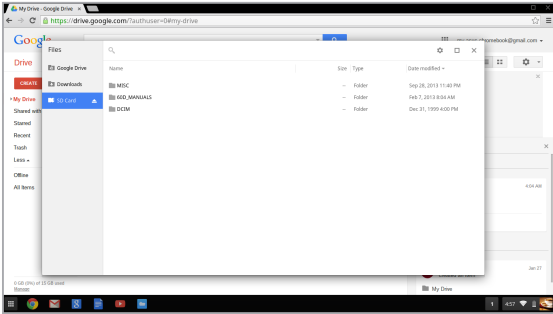 My Drive - Google Drive
https://drive.google.com/?authuser=0#my-drive
Google
Files
Drive
Google Drive
Name
Size
Type
Date modified
CREATE
Downloads
MISC
--
Folder
Sep 28, 2013 11:40 PM
My Drive
SD Card
60D_MANUALS
--
Folder
Feb 7, 2013 9:04 AM
Shared with
DCIM
--
Folder
Dec 31, 1999 4:00 PM
Starred
Recent
Trash
Less
Offline
All items
4:04 AM
Jan 27
0 GB (0%) of 15 GB used
Manage
My Drive
1
4:57